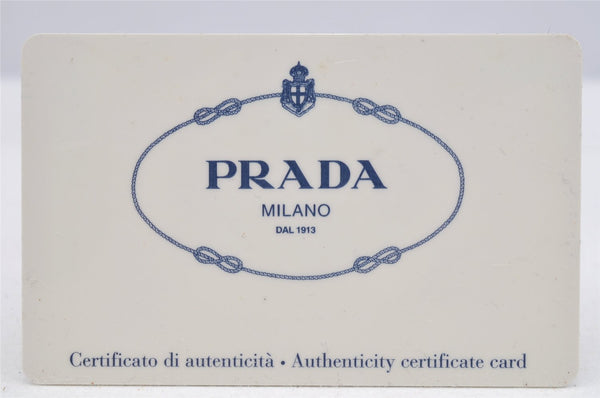 PRADA
MILANO
DAL 1913
Certificato di autenticità • Authenticity certificate card